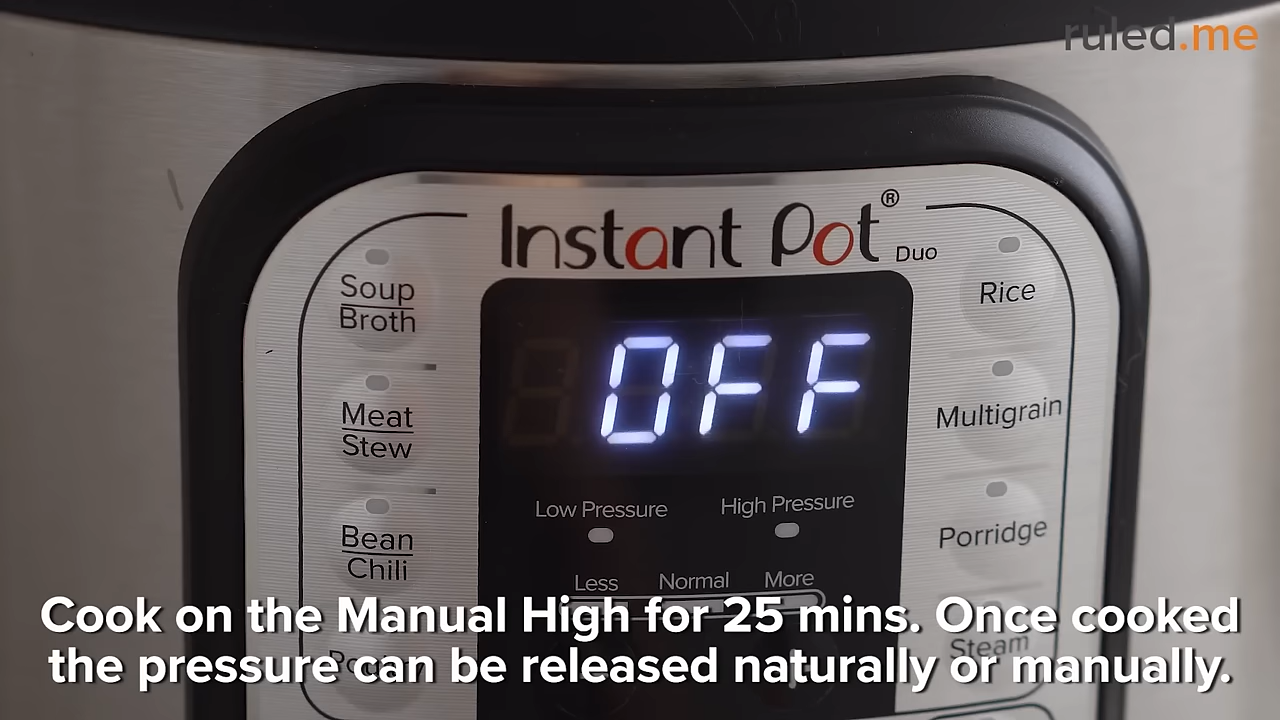 ruled.me
Instant Pot®
Duo
Soup
Broth
Rice
OFF
Meat
Stew
Multigrain
Low Pressure
High Pressure
Bean
Chili
Porridge
Less Normal More
Steam
Cook on the Manual High for 25 mins. Once cooked
the pressure can be released naturally or manually.